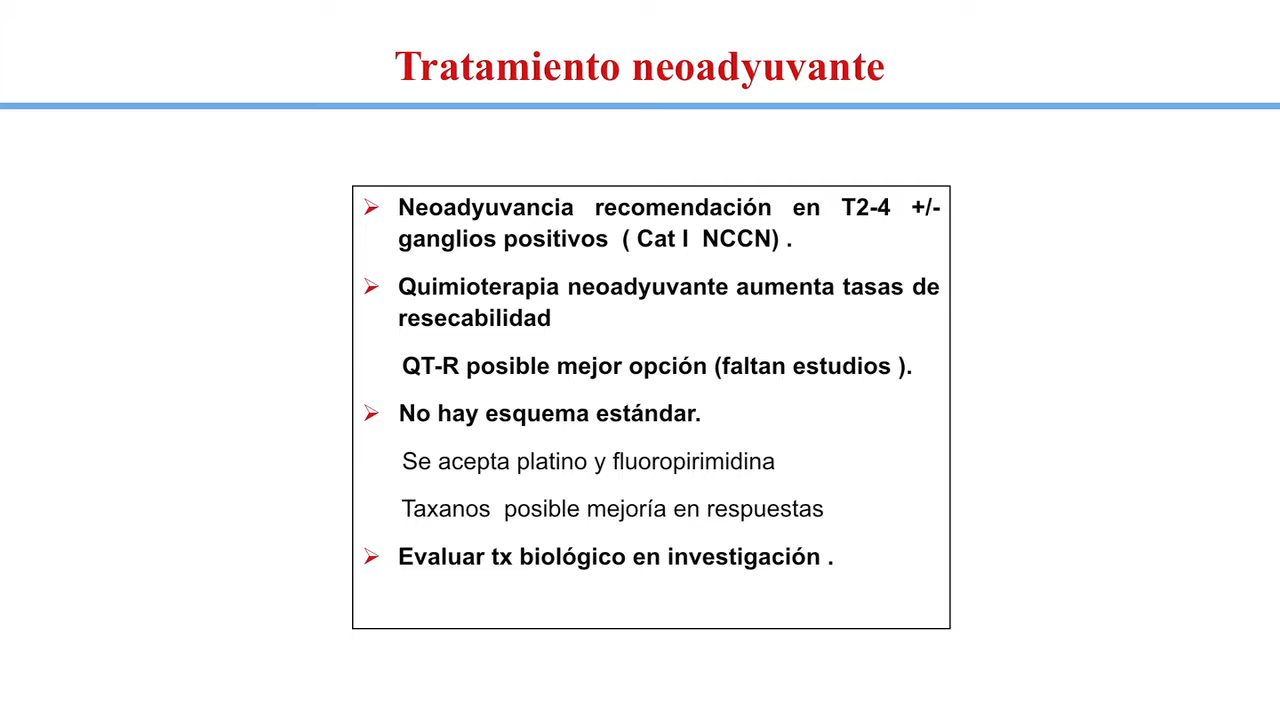 Tratamiento neoadyuvante
Neoadyuvancia recomendación en T2-4 +/-
ganglios positivos ( Cat I NCCN) .
Quimioterapia neoadyuvante aumenta tasas de
resecabilidad
QT-R posible mejor opción (faltan estudios ).
No hay esquema estándar.
Se acepta platino y fluoropirimidina
Taxanos posible mejoría en respuestas
Evaluar tx biológico en investigación .